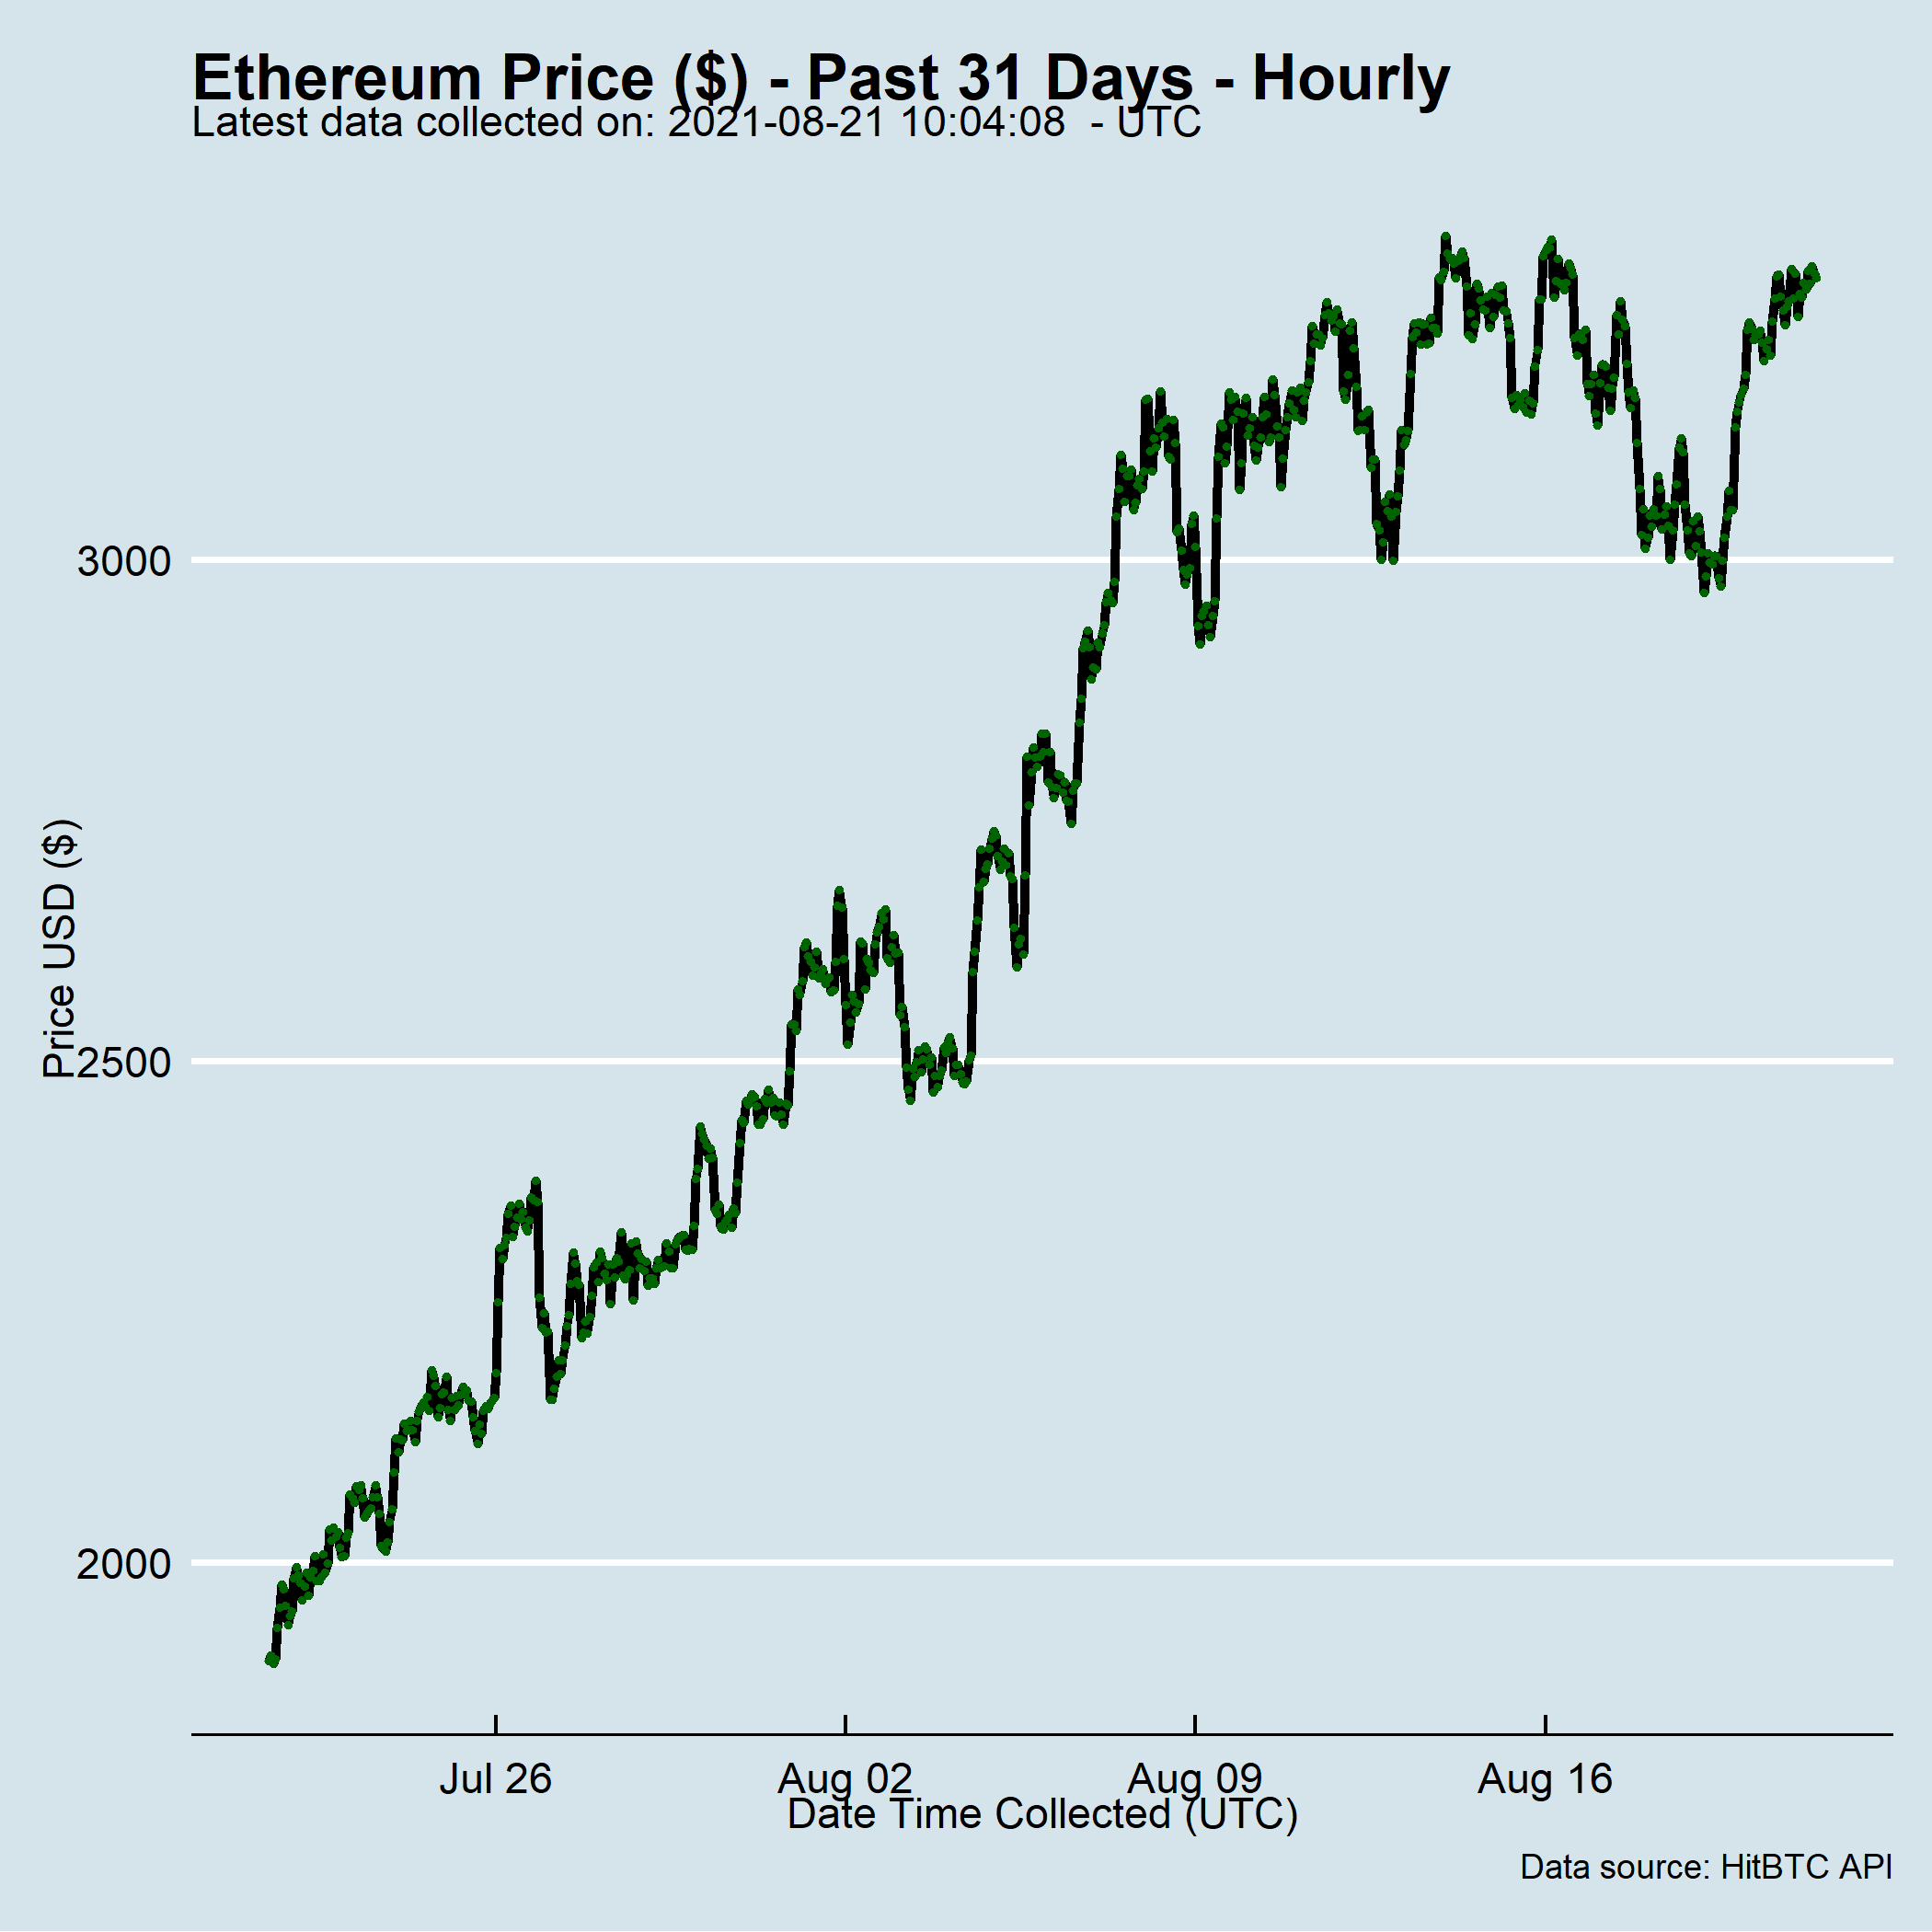 Ethereum Price ($) - Past 31 Days - Hourly
Latest data collected on: 2021-08-21 10:04:08  - UTC
3000
Price USD ($)
2500
2000
Jul 26
Aug 02
Aug 09
Aug 16
Date Time Collected (UTC)
Data source: HitBTC API